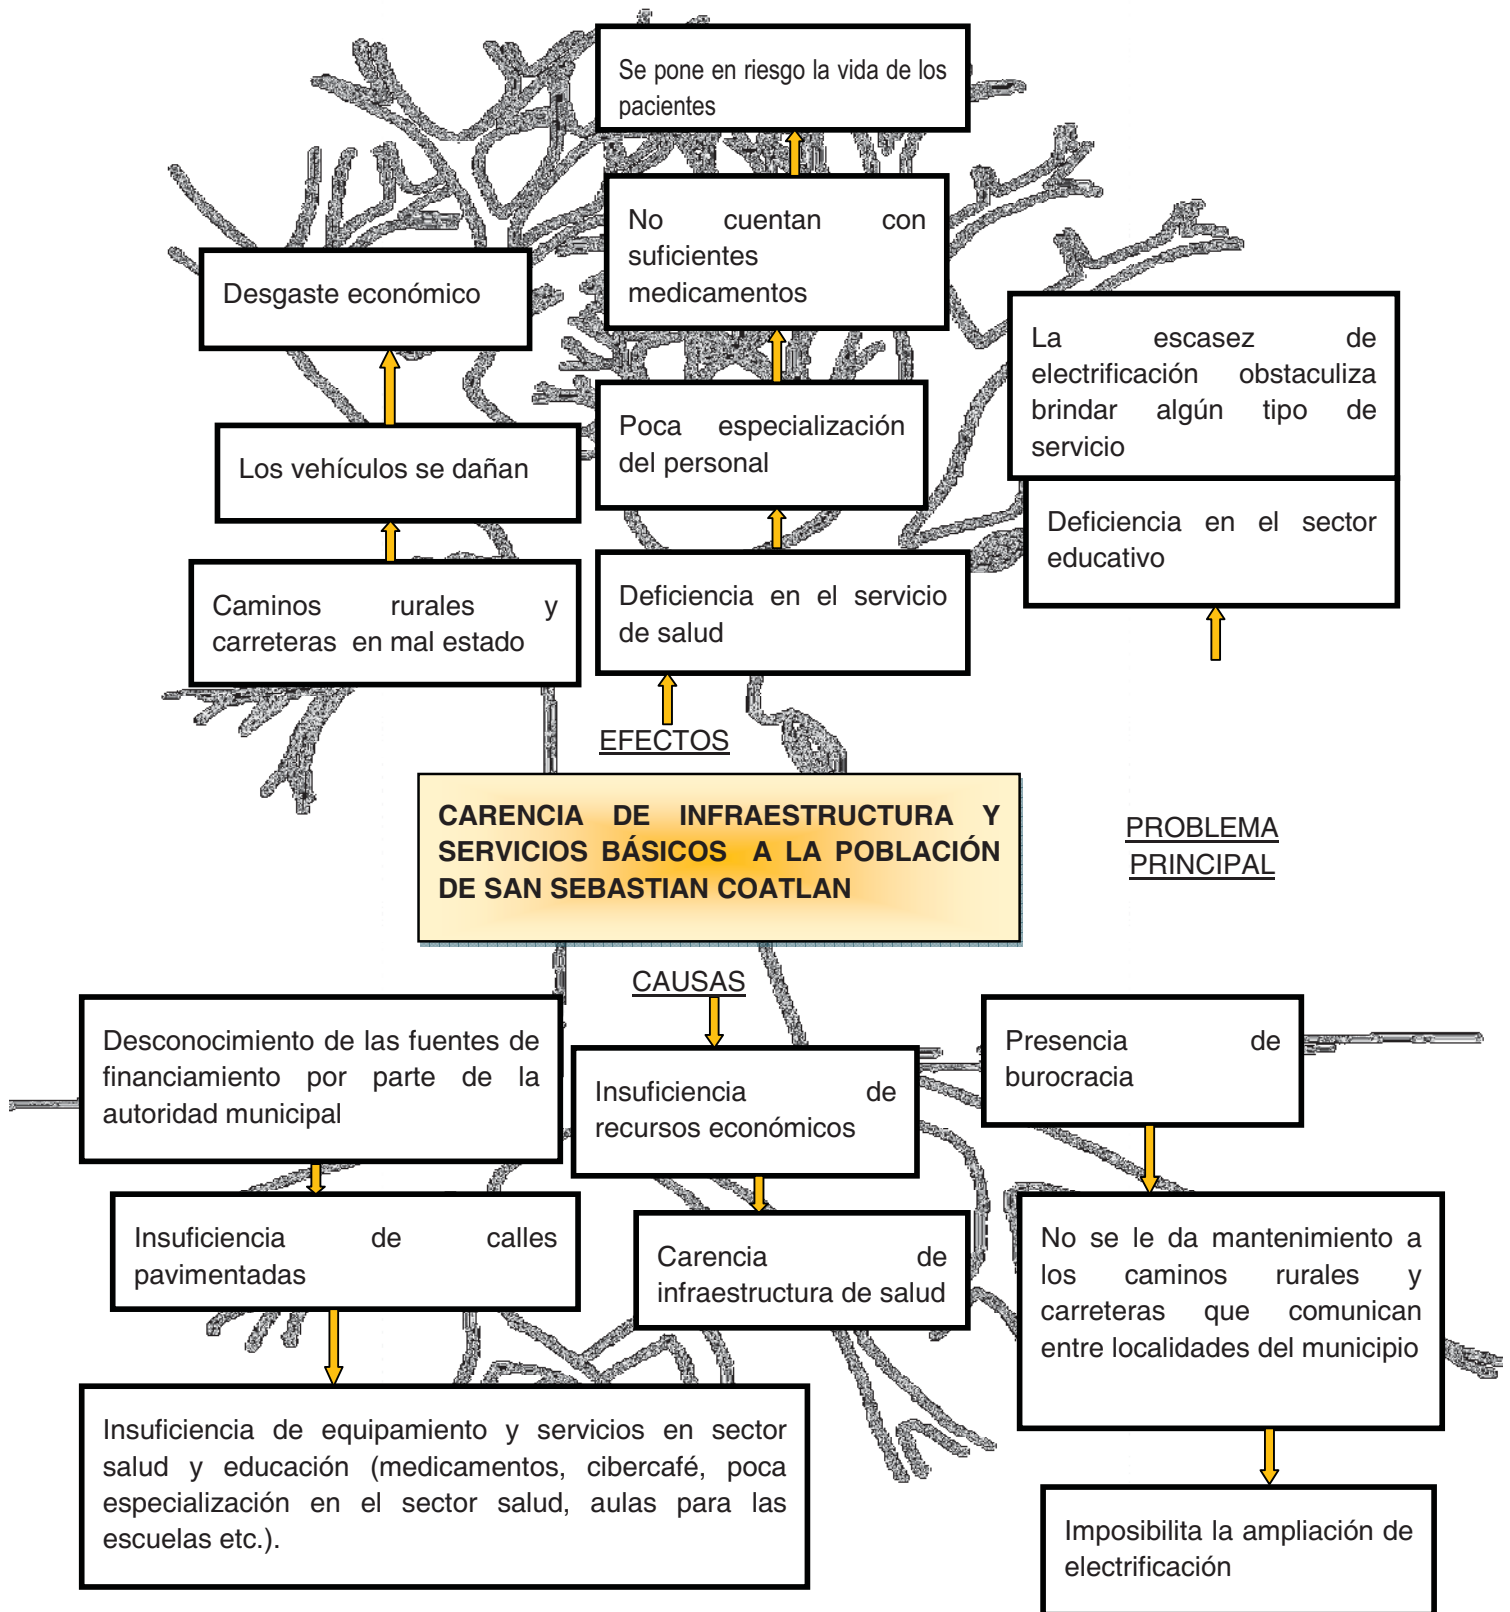 Se pone en riesgo la vida de los
pacientes
No cuentan con
suficientes
medicamentos
Desgaste económico
La escasez de
electrificación obstaculiza
brindar algún tipo de
servicio
Poca especialización
del personal
Los vehículos se dañan
Deficiencia en el sector
educativo
Caminos rurales y
carreteras en mal estado
Deficiencia en el servicio
de salud
EFECTOS
CARENCIA DE INFRAESTRUCTURA Y
SERVICIOS BÁSICOS A LA POBLACIÓN
DE SAN SEBASTIAN COATLAN
PROBLEMA
PRINCIPAL
CAUSAS
Desconocimiento de las fuentes de
financiamiento por parte de la
autoridad municipal
Insuficiencia de
recursos económicos
Presencia de
burocracia
Insuficiencia de calles
pavimentadas
Carencia de
infraestructura de salud
No se le da mantenimiento a
los caminos rurales y
carreteras que comunican
entre localidades del municipio
Insuficiencia de equipamiento y servicios en sector
salud y educación (medicamentos, cibercafé, poca
especialización en el sector salud, aulas para las
escuelas etc.).
Imposibilita la ampliación de
electrificación